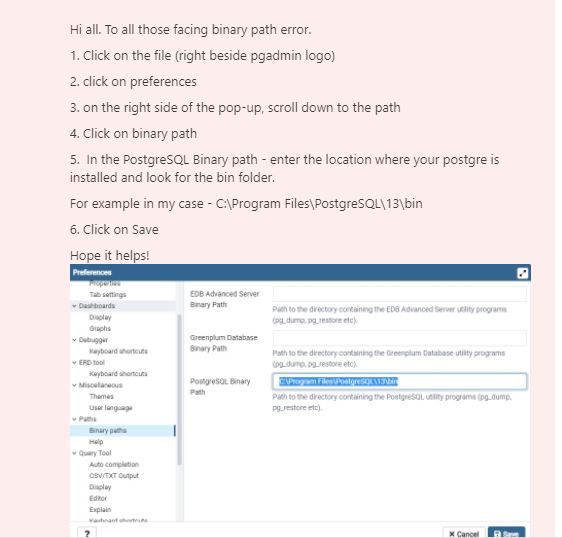 Hi all. To all those facing binary path error.
1. Click on the file (right beside pgadmin logo)
2. click on preferences
3. on the right side of the pop-up, scroll down to the path
4. Click on binary path
5.  In the PostgreSQL Binary path - enter the location where your postgre is
installed and look for the bin folder.
For example in my case - C:\Program Files\PostgreSQL\13\bin
6. Click on Save
Hope it helps!
Preferences
Properties
Tab settings
Dashboards
Display
Graphs
Debugger
Keyboard shortcuts
ERD tool
Keyboard shortcuts
Miscellaneous
Themes
User language
Paths
Binary paths
Help
Query Tool
Auto completion
CSV/TXT Output
Display
Editor
Explain
Keyboard shortcuts
EDB Advanced Server
Binary Path
Path to the directory containing the EDB Advanced Server utility programs
(pg_dump, pg_restore etc).
Greenplum Database
Binary Path
Path to the directory containing the Greenplum Database utility programs
(pg_dump, pg_restore etc).
PostgreSQL Binary
Path
C:\Program Files\PostgreSQL\13\bin
Path to the directory containing the PostgreSQL utility programs (pg_dump,
pg_restore etc).
?
X Cancel
Save